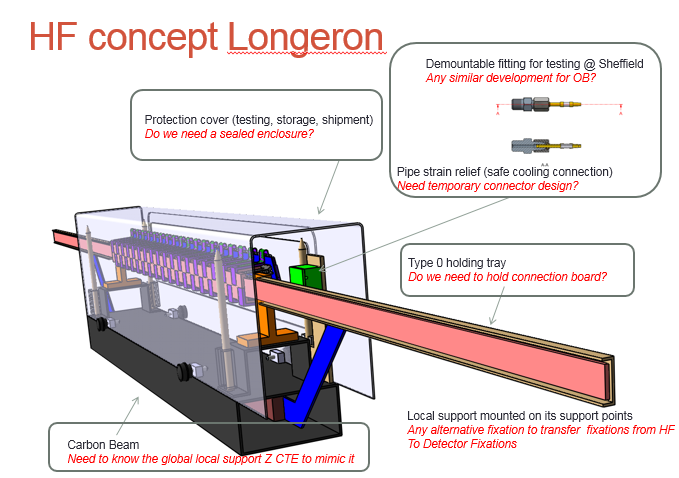 HF concept Longeron
Demountable fitting for testing @ Sheffield
Any similar development for OB?
Protection cover (testing, storage, shipment)
Do we need a sealed enclosure?
Pipe strain relief (safe cooling connection)
Need temporary connector design?
Type 0 holding tray
Do we need to hold connection board?
Local support mounted on its support points
Any alternative fixation to transfer fixations from HF
To Detector Fixations
Carbon Beam
Need to know the global local support Z CTE to mimic it